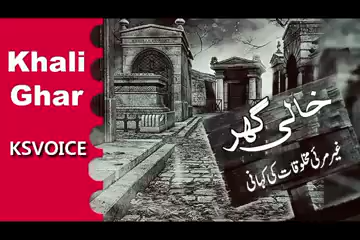 Khali
Ghar
KSVOICE
خالی گھر
غیر مرئی مخلوقات کی کہانی